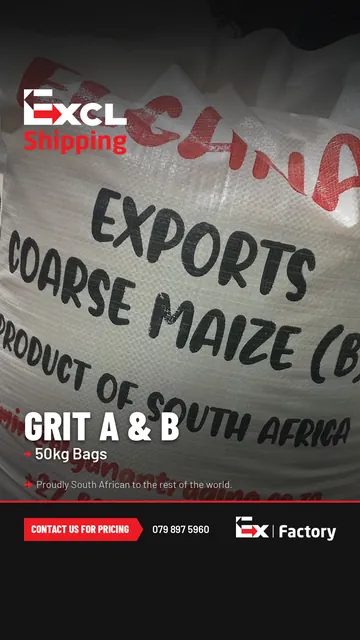 EXCL
Shipping
EXPORTS
COARSE MAIZE (B)
PRODUCT OF SOUTH AFRICA
GRIT A & B
50kg Bags
Proudly South African to the rest of the world.
CONTACT US FOR PRICING
079 897 5960
EX | Factory